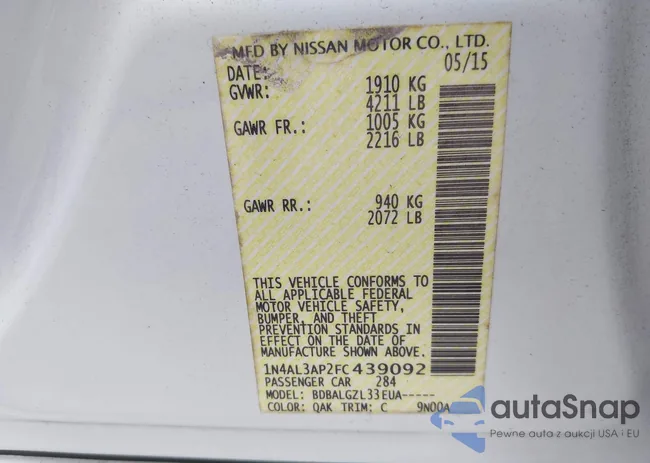 MFD BY NISSAN MOTOR CO., LTD.
DATE: 05/15
GVWR: 1910 KG
4211 LB
GAWR FR.: 1005 KG
2216 LB
GAWR RR.: 940 KG
2072 LB
THIS VEHICLE CONFORMS TO
ALL APPLICABLE FEDERAL
MOTOR VEHICLE SAFETY,
BUMPER, AND THEFT
PREVENTION STANDARDS IN
EFFECT ON THE DATE OF
MANUFACTURE SHOWN ABOVE.
1N4AL3AP2FC439092
PASSENGER CAR 284
MODEL: BDBALGZL33EUA-----
COLOR: QAK TRIM: C 9N00A
autoSnap
Pewne auta z aukcji USA i EU